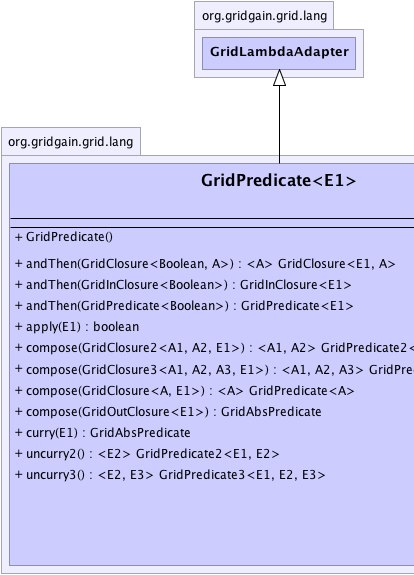 org.gridgain.grid.lang
GridLambdaAdapter
org.gridgain.grid.lang
GridPredicate<E1>
+ GridPredicate()
+ andThen(GridClosure<Boolean, A>) : <A> GridClosure<E1, A>
+ andThen(GridInClosure<Boolean>) : GridInClosure<E1>
+ andThen(GridPredicate<Boolean>) : GridPredicate<E1>
+ apply(E1) : boolean
+ compose(GridClosure2<A1, A2, E1>) : <A1, A2> GridPredicate2<
+ compose(GridClosure3<A1, A2, A3, E1>) : <A1, A2, A3> GridPre
+ compose(GridClosure<A, E1>) : <A> GridPredicate<A>
+ compose(GridOutClosure<E1>) : GridAbsPredicate
+ curry(E1) : GridAbsPredicate
+ uncurry2() : <E2> GridPredicate2<E1, E2>
+ uncurry3() : <E2, E3> GridPredicate3<E1, E2, E3>